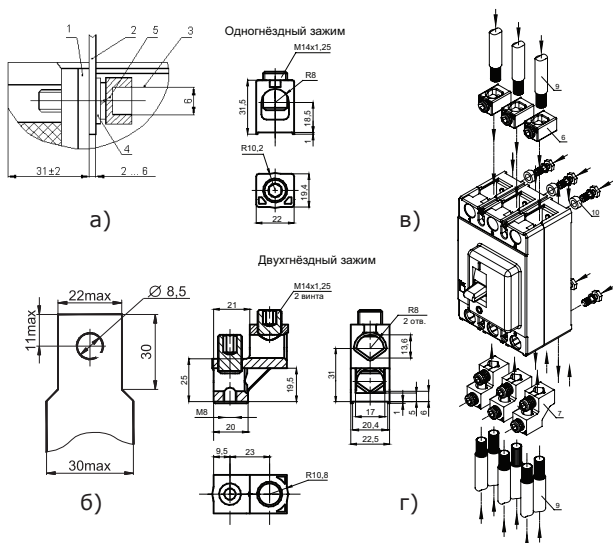 1
2
5
3
6
4
31±2
2 ... 6
а)
Одногнёздный зажим
М14х1,25
R8
31,5
18,5
1
R10,2
19,4
22
в)
9
6
10
7
9
22max
Ø 8,5
11max
30
30max
б)
Двухгнёздный зажим
М14х1,25
2 винта
21
25
19,5
М8
20
R8
2 отв.
13,6
31
1
5
6
17
20,4
22,5
9,5
23
R10,8
г)